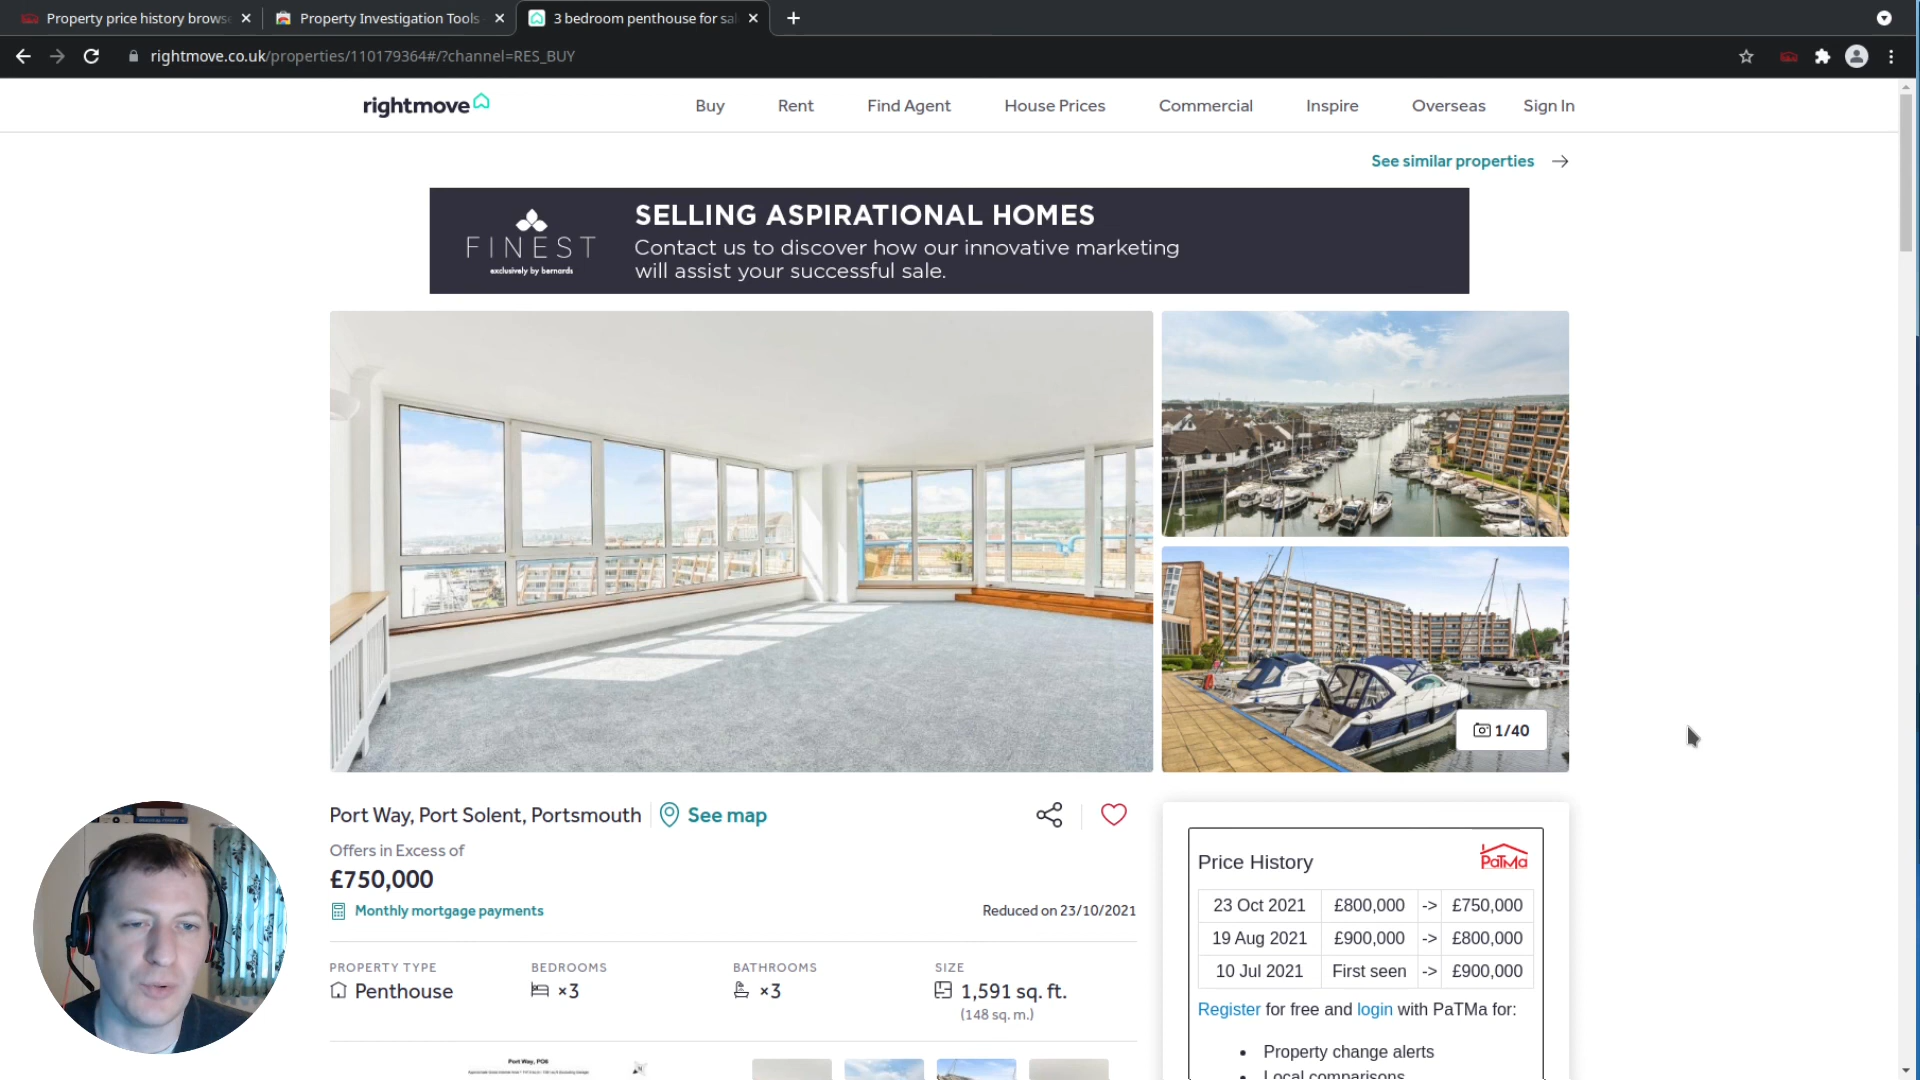 Property price history brows
Property Investigation Tools
3 bedroom penthouse for sal
rightmove.co.uk/properties/110179364#/?channel=RES_BUY
rightmove
Buy
Rent
Find Agent
House Prices
Commercial
Inspire
Overseas
Sign In
See similar properties
FINEST
exclusively by bernards
SELLING ASPIRATIONAL HOMES
Contact us to discover how our innovative marketing
will assist your successful sale.
1/40
Port Way, Port Solent, Portsmouth
See map
Offers in Excess of
£750,000
Monthly mortgage payments
Reduced on 23/10/2021
PROPERTY TYPE
BEDROOMS
BATHROOMS
SIZE
Penthouse
×3
×3
1,591 sq. ft.
(148 sq. m.)
Port Way, PO6
Price History
PaTMa
23 Oct 2021 £800,000 -> £750,000
19 Aug 2021 £900,000 -> £800,000
10 Jul 2021 First seen -> £900,000
Register for free and login with PaTMa for:
• Property change alerts
• Local comparisons